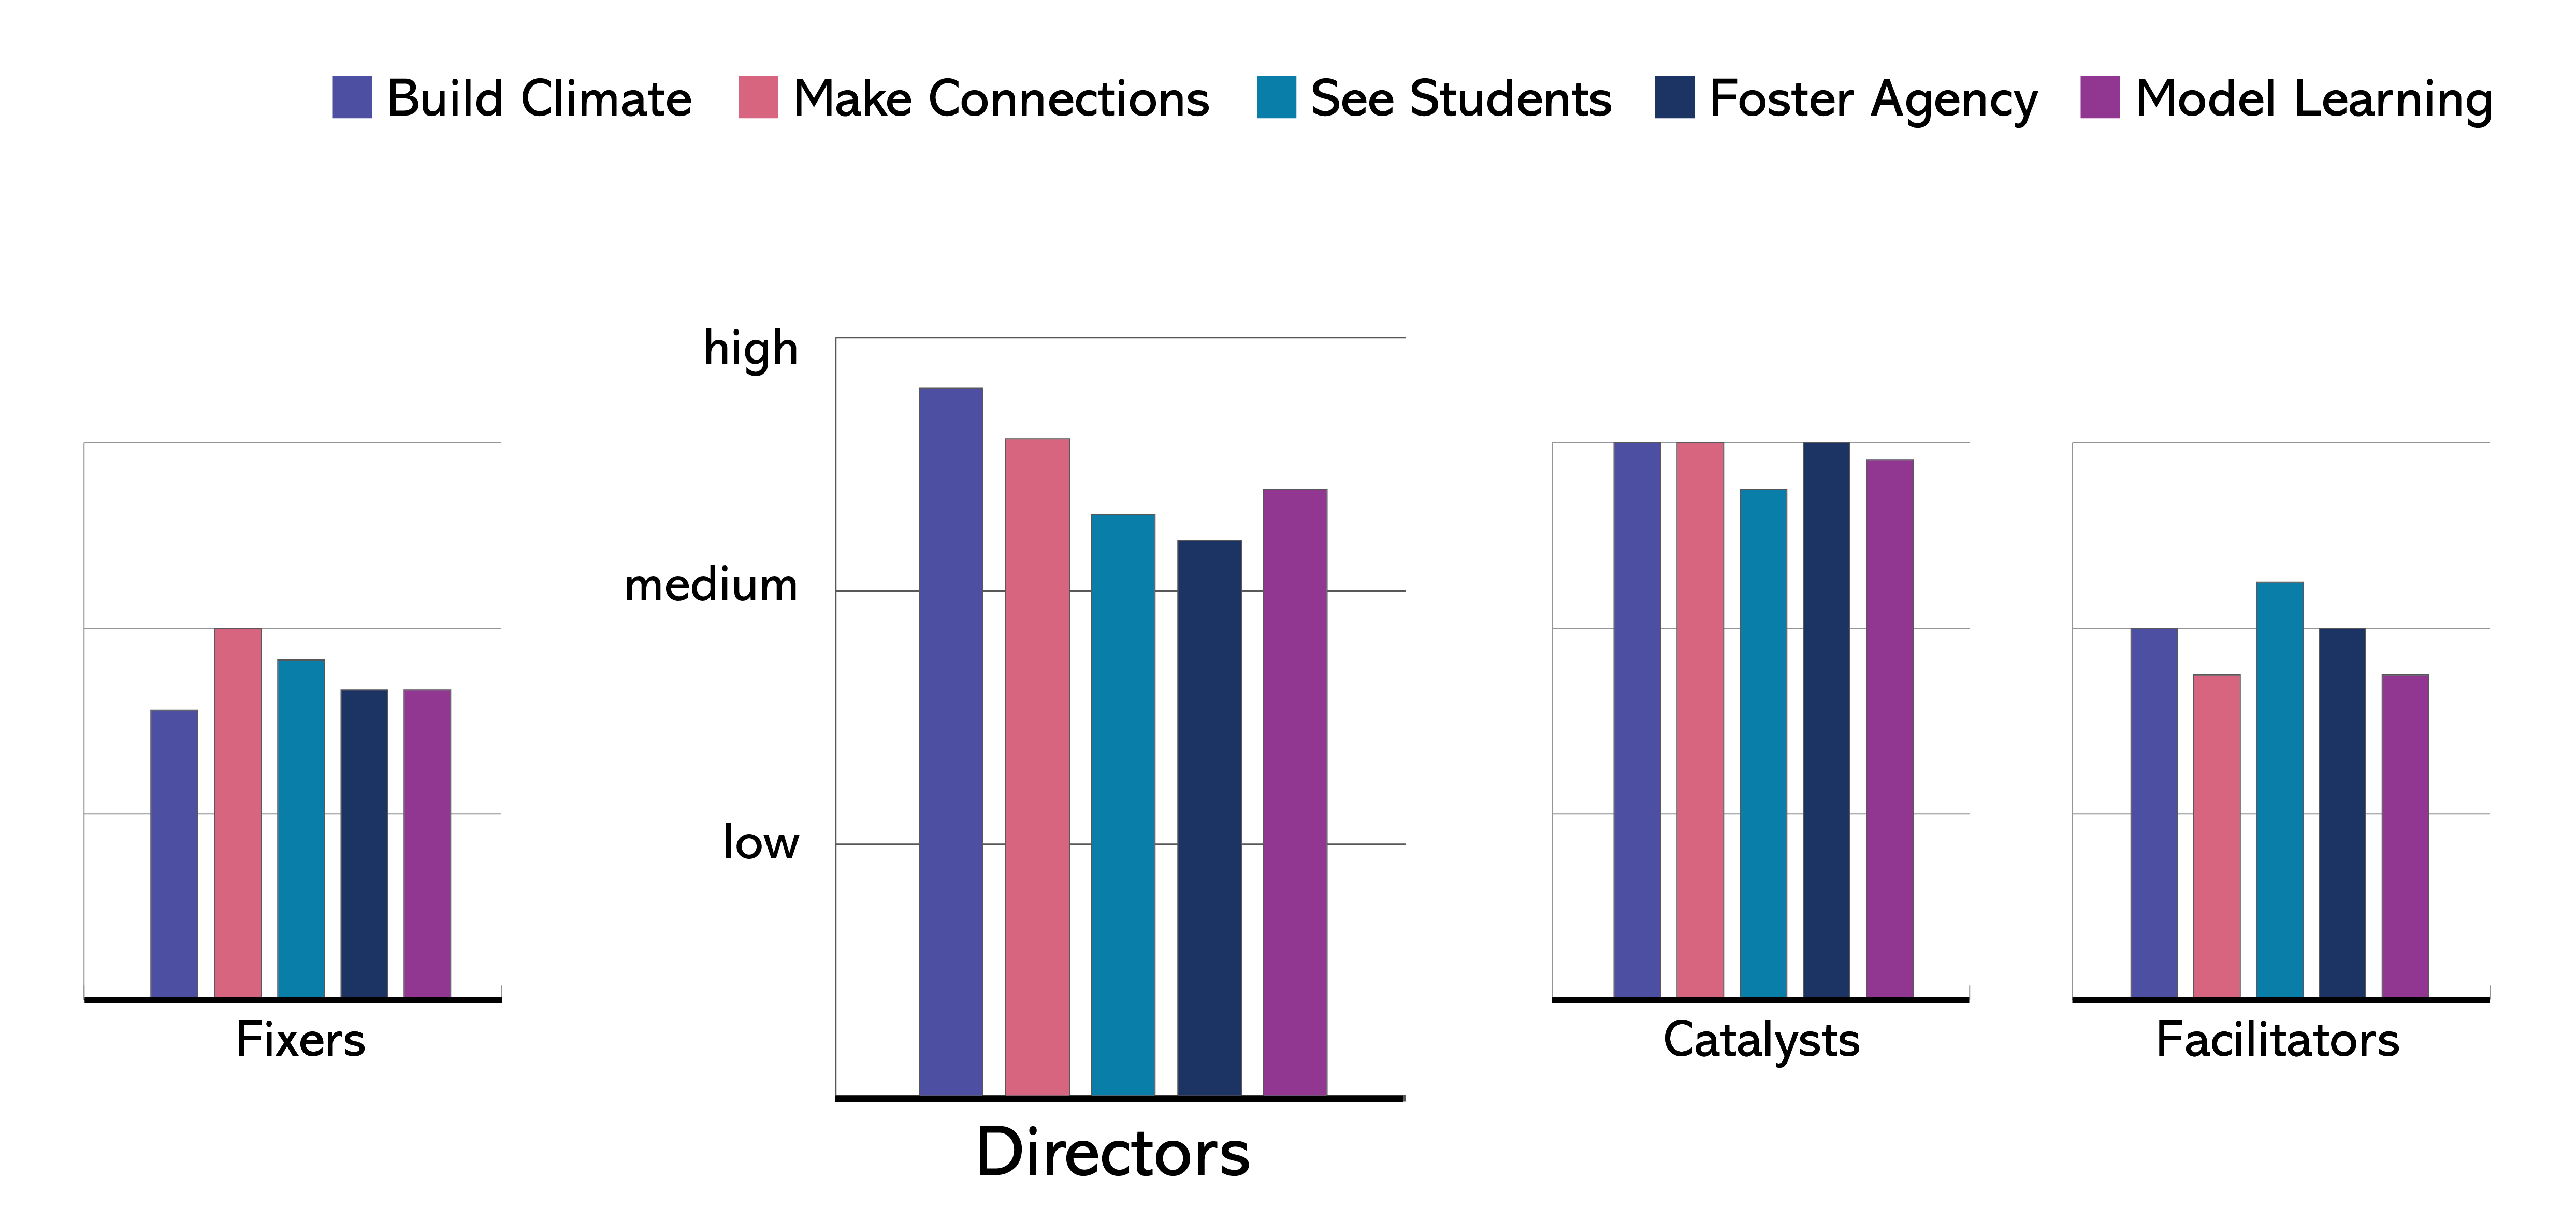 Build Climate Make Connections See Students Foster Agency Model Learning
high
medium
low
Fixers
Directors
Catalysts
Facilitators